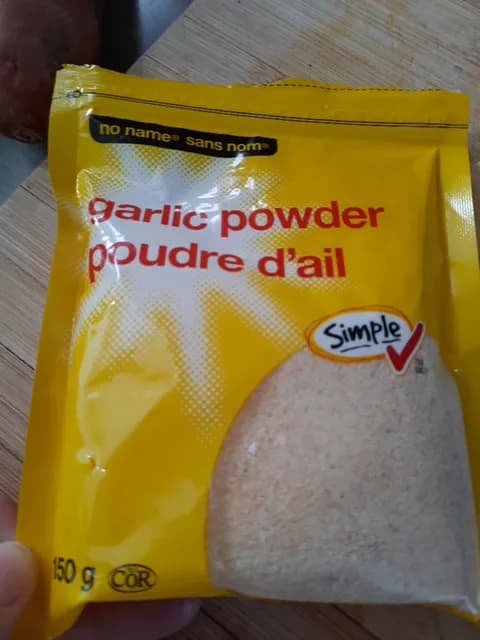 no name® sans nom®
garlic powder
poudre d'ail
Simple
150 g COR